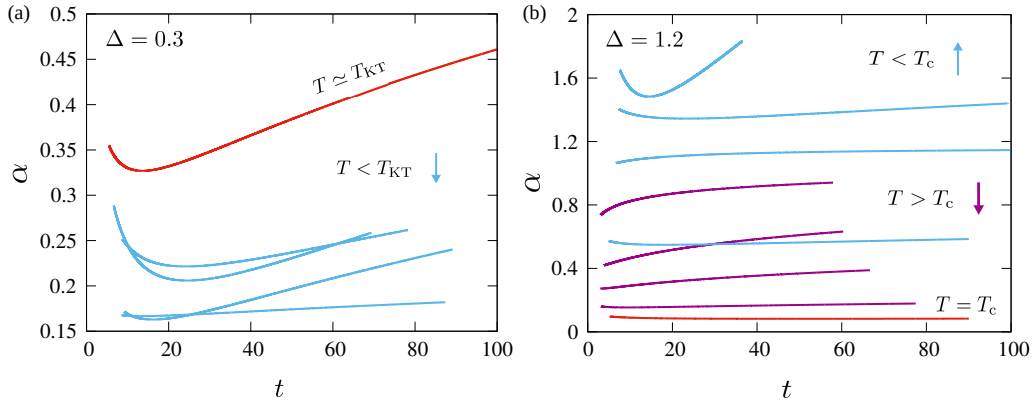 (a)
Δ = 0.3
0.5
0.45
0.4
0.35
0.3
0.25
0.2
0.15
α
T ≃ T_KT
T < T_KT
0
20
40
60
80
100
t
(b)
Δ = 1.2
2
1.6
1.2
0.8
0.4
0
α
T < T_c
T > T_c
T = T_c
0
20
40
60
80
100
t